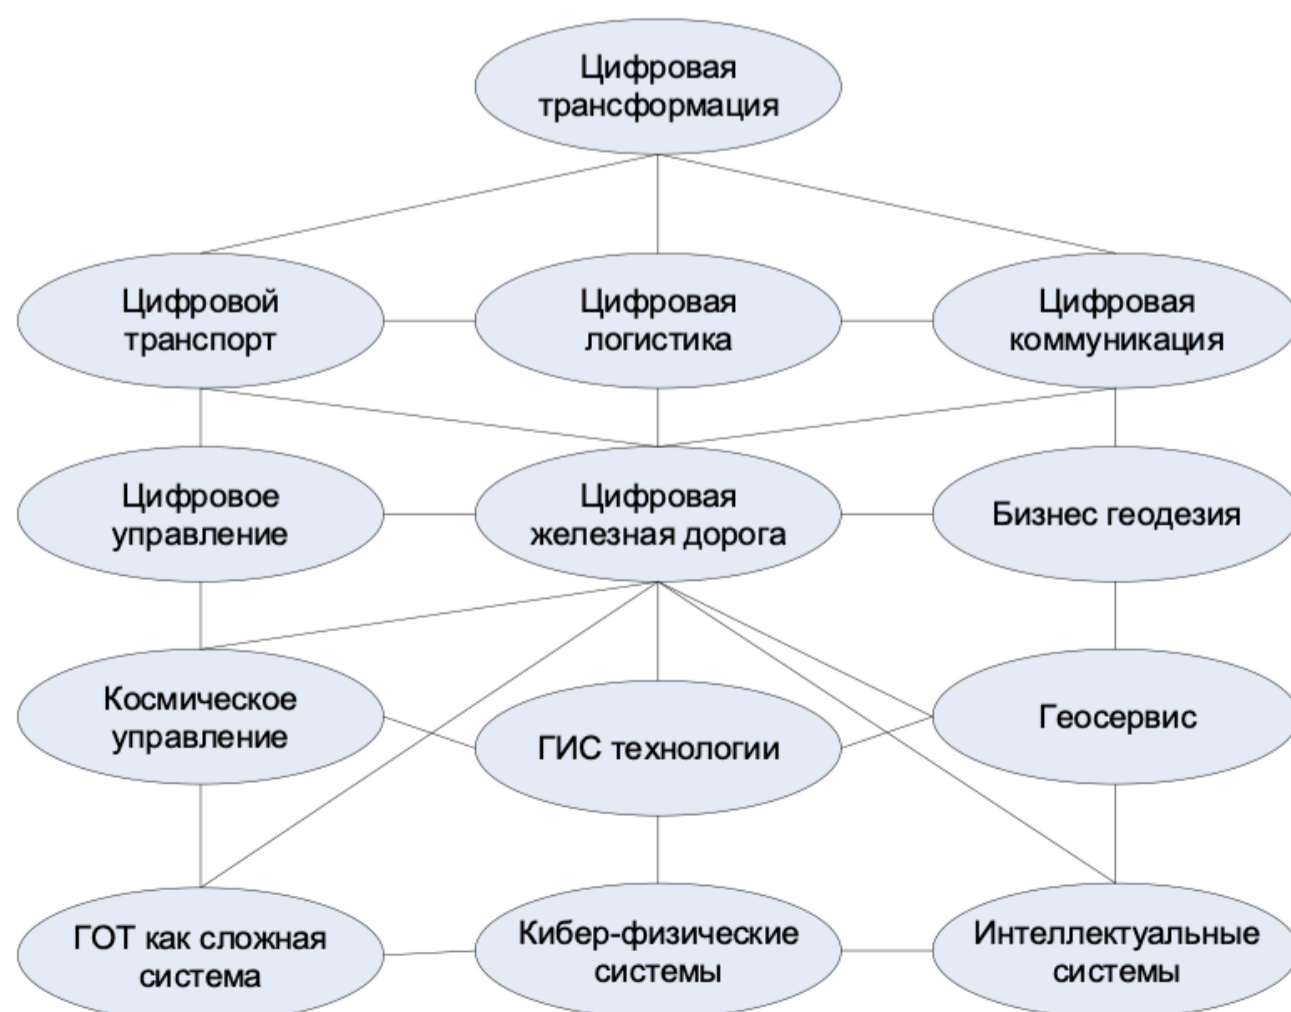 Цифровая
трансформация
Цифровой
транспорт
Цифровая
логистика
Цифровая
коммуникация
Цифровое
управление
Цифровая
железная дорога
Бизнес геодезия
Космическое
управление
ГИС технологии
Геосервис
ГОТ как сложная
система
Кибер-физические
системы
Интеллектуальные
системы